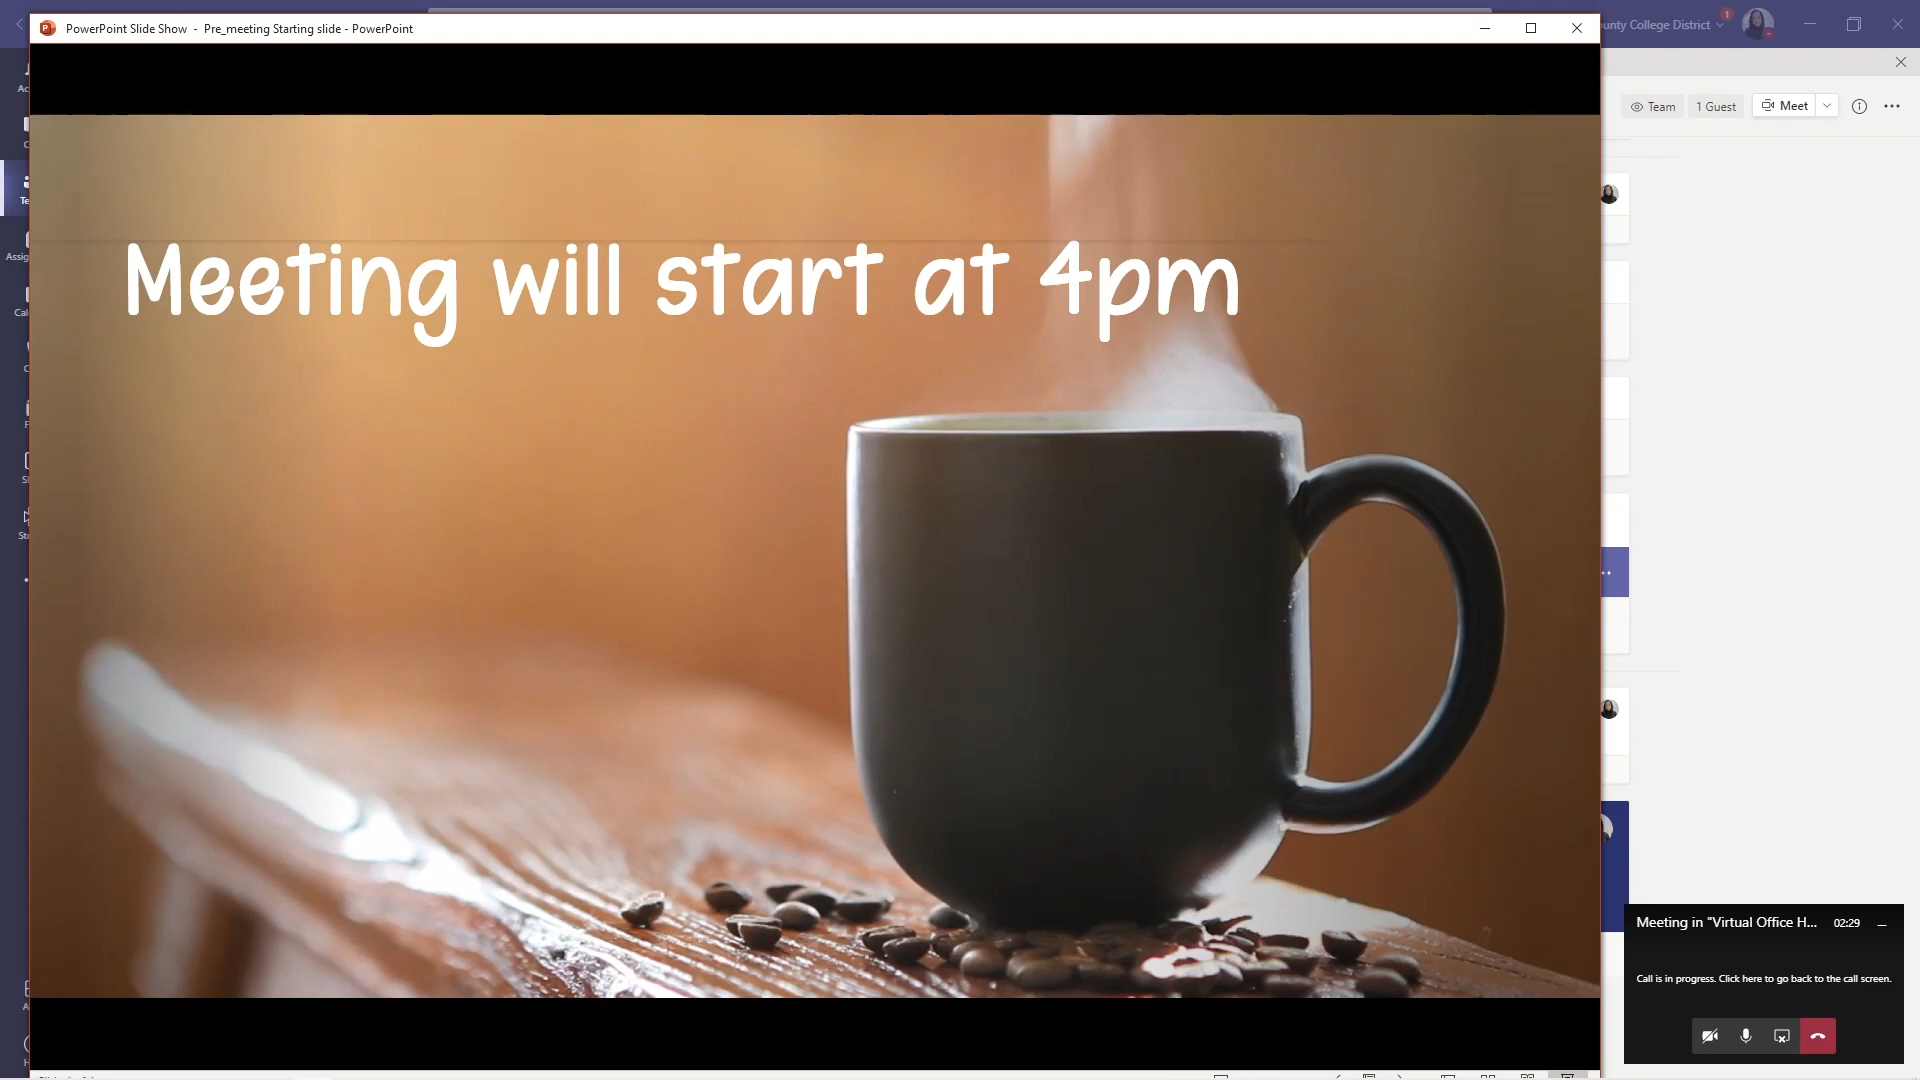 PowerPoint Slide Show - Pre_meeting Starting slide - PowerPoint
unty College District
1
Team
1 Guest
Meet
Meeting will start at 4pm
Meeting in "Virtual Office H...
02:29
Call is in progress. Click here to go back to the call screen.